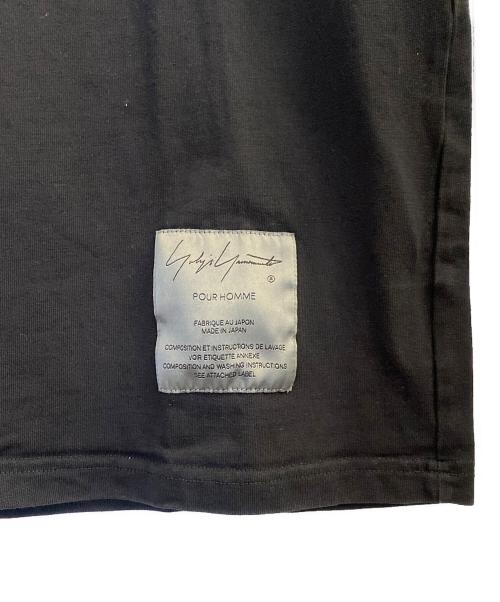 Yohji Yamamoto
®
POUR HOMME
FABRIQUE AU JAPON
MADE IN JAPAN
COMPOSITION ET INSTRUCTIONS DE LAVAGE
VOIR ETIQUETTE ANNEXE
COMPOSITION AND WASHING INSTRUCTIONS
SEE ATTACHED LABEL